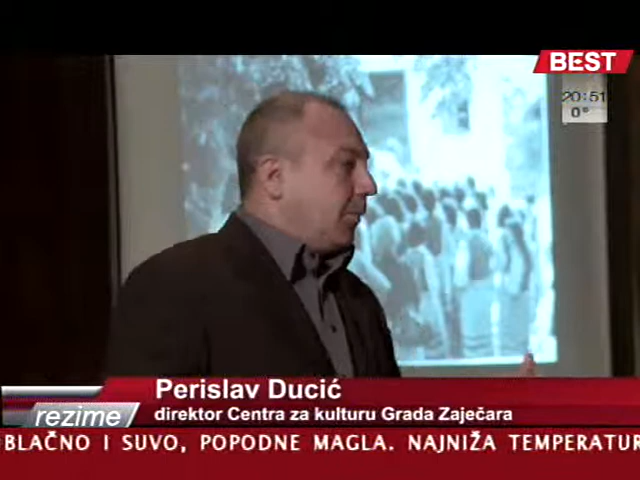 BEST
20:51
0°
Perislav Ducić
direktor Centra za kulturu Grada Zaječara
rezime
BLAČNO I SUVO, POPODNE MAGLA. NAJNIŽA TEMPERATUR